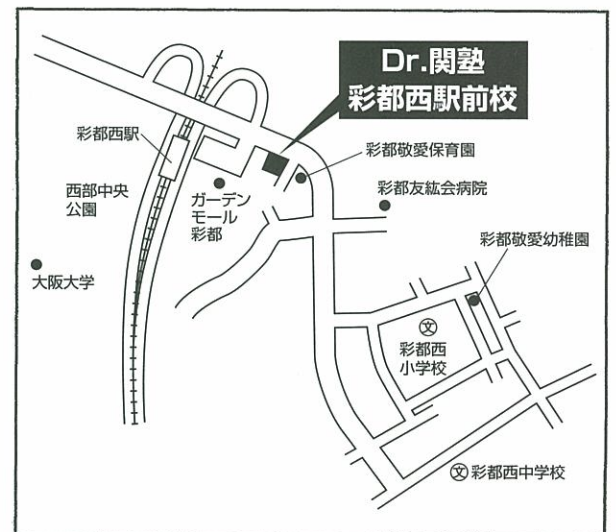 Dr.関塾
彩都西駅前校
彩都西駅
彩都敬愛保育園
西部中央
公園
ガーデン
モール
彩都
彩都友紘会病院
彩都敬愛幼稚園
大阪大学
文
彩都西
小学校
文 彩都西中学校